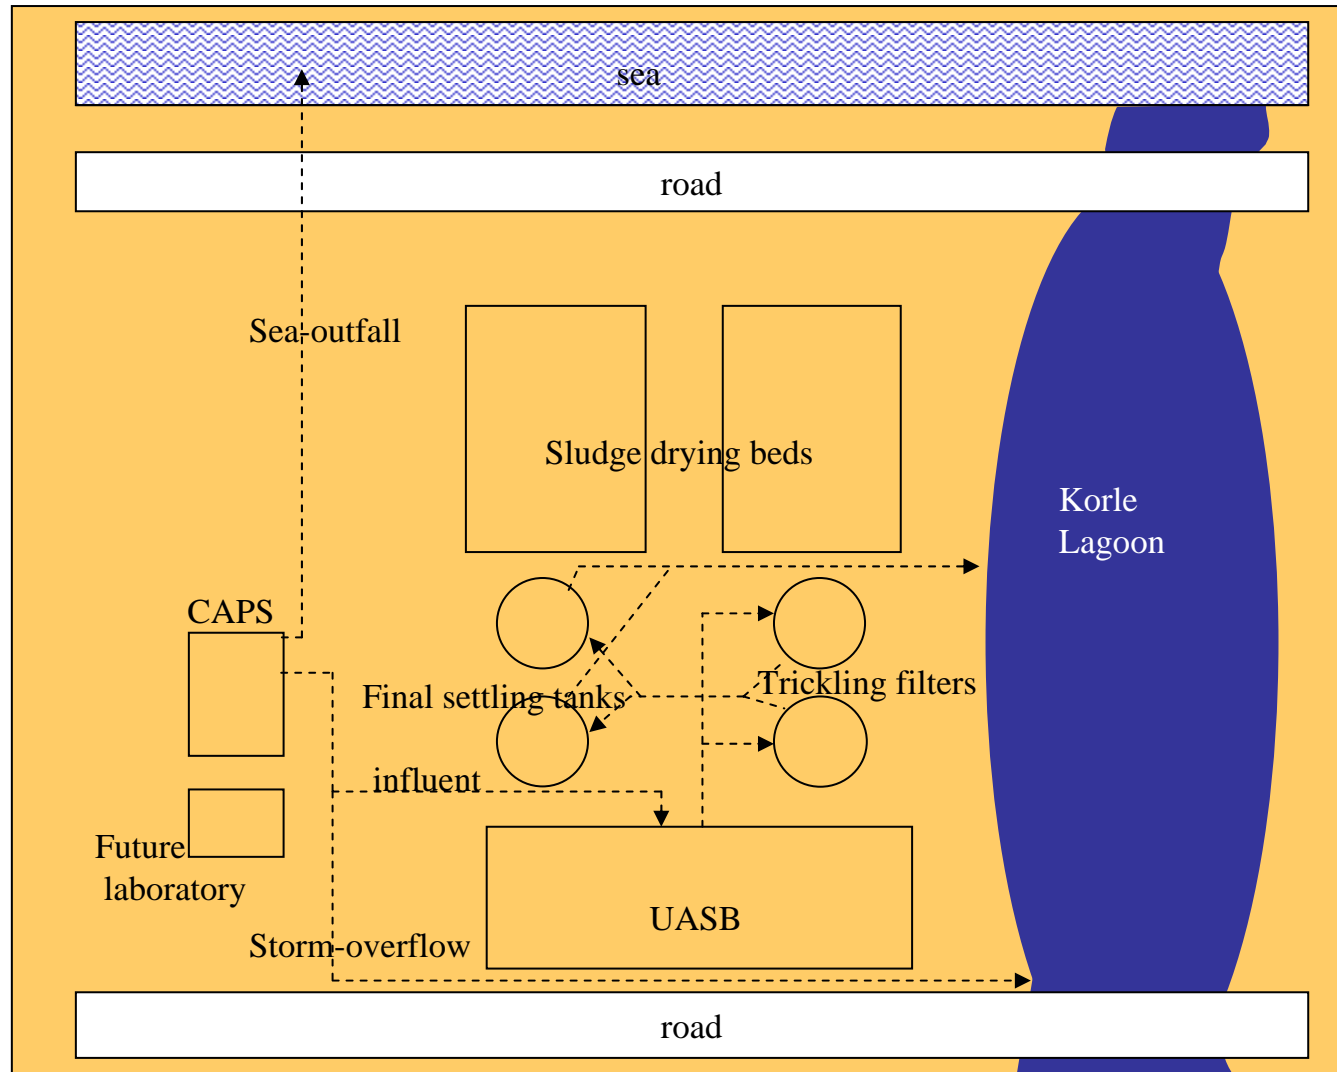 sea
road
Sea-outfall
Sludge drying beds
Korle
Lagoon
CAPS
Final settling tanks
Trickling filters
influent
Future
laboratory
UASB
Storm-overflow
road